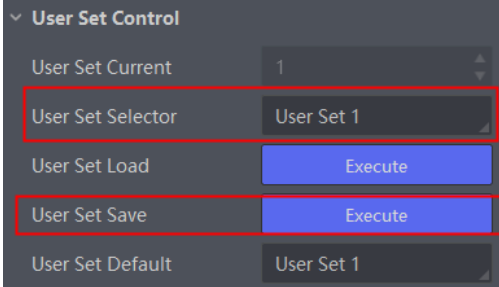 User Set Control
User Set Current 1
User Set Selector User Set 1
User Set Load Execute
User Set Save Execute
User Set Default User Set 1